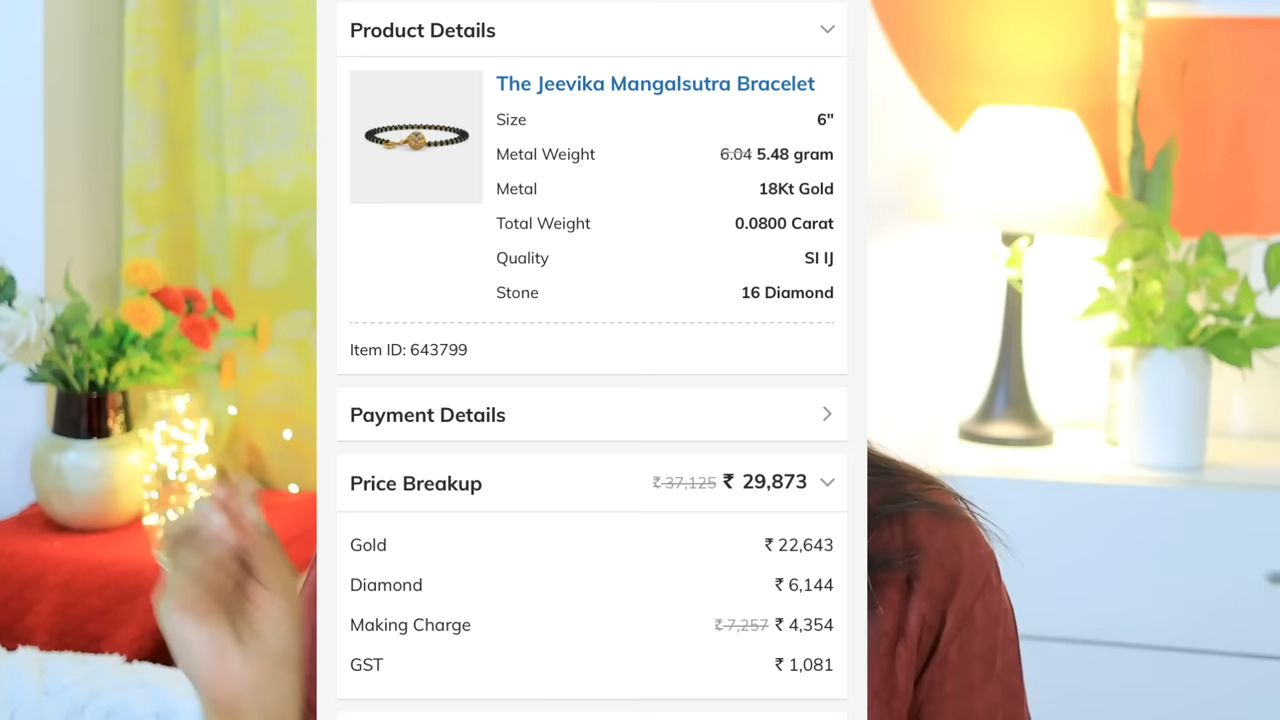 Product Details
The Jeevika Mangalsutra Bracelet
Size 6"
Metal Weight 6.04 5.48 gram
Metal 18Kt Gold
Total Weight 0.0800 Carat
Quality SI IJ
Stone 16 Diamond
Item ID: 643799
Payment Details
Price Breakup ₹ 37,125 ₹ 29,873
Gold ₹ 22,643
Diamond ₹ 6,144
Making Charge ₹ 7,257 ₹ 4,354
GST ₹ 1,081